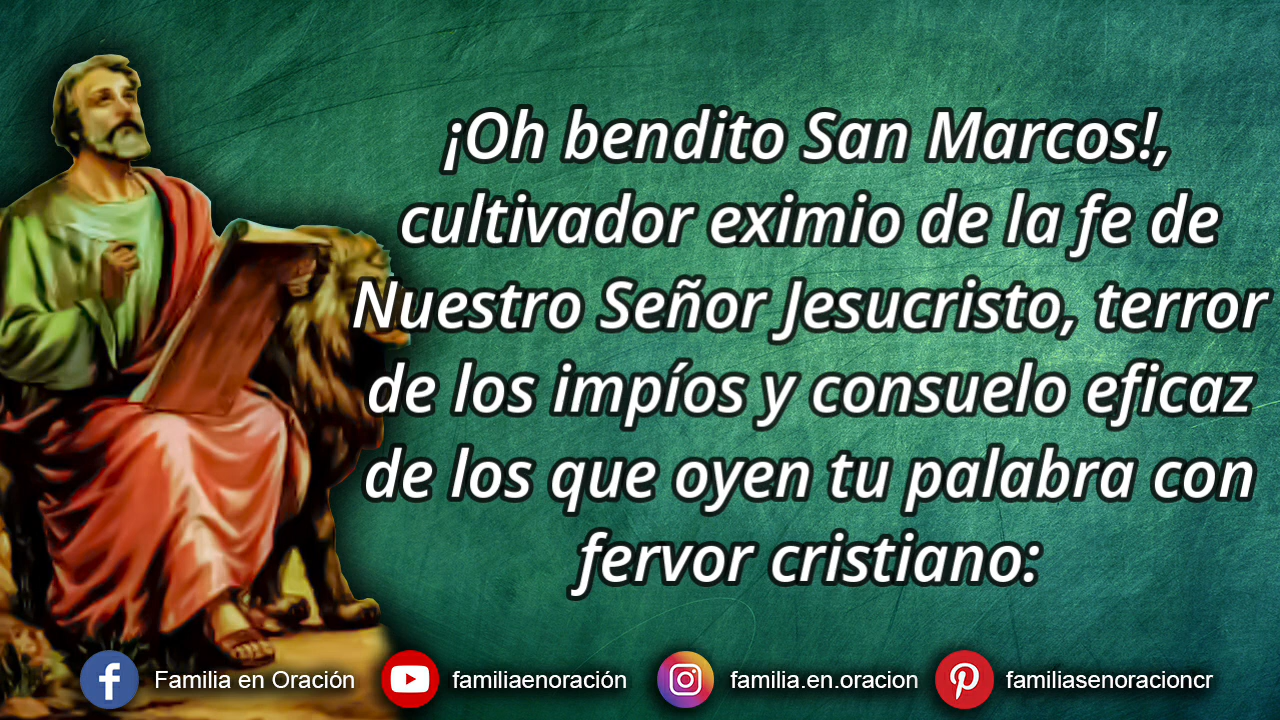 ¡Oh bendito San Marcos!,
cultivador eximio de la fe de
Nuestro Señor Jesucristo, terror
de los impíos y consuelo eficaz
de los que oyen tu palabra con
fervor cristiano:
Familia en Oración familiaenoración familia.en.oracion familiasenoracioncr